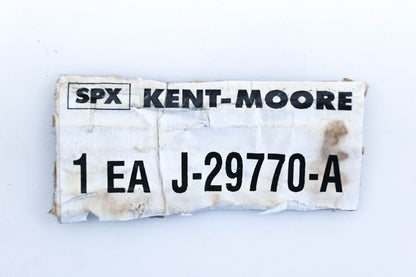 SPX KENT-MOORE
1 EA J-29770-A